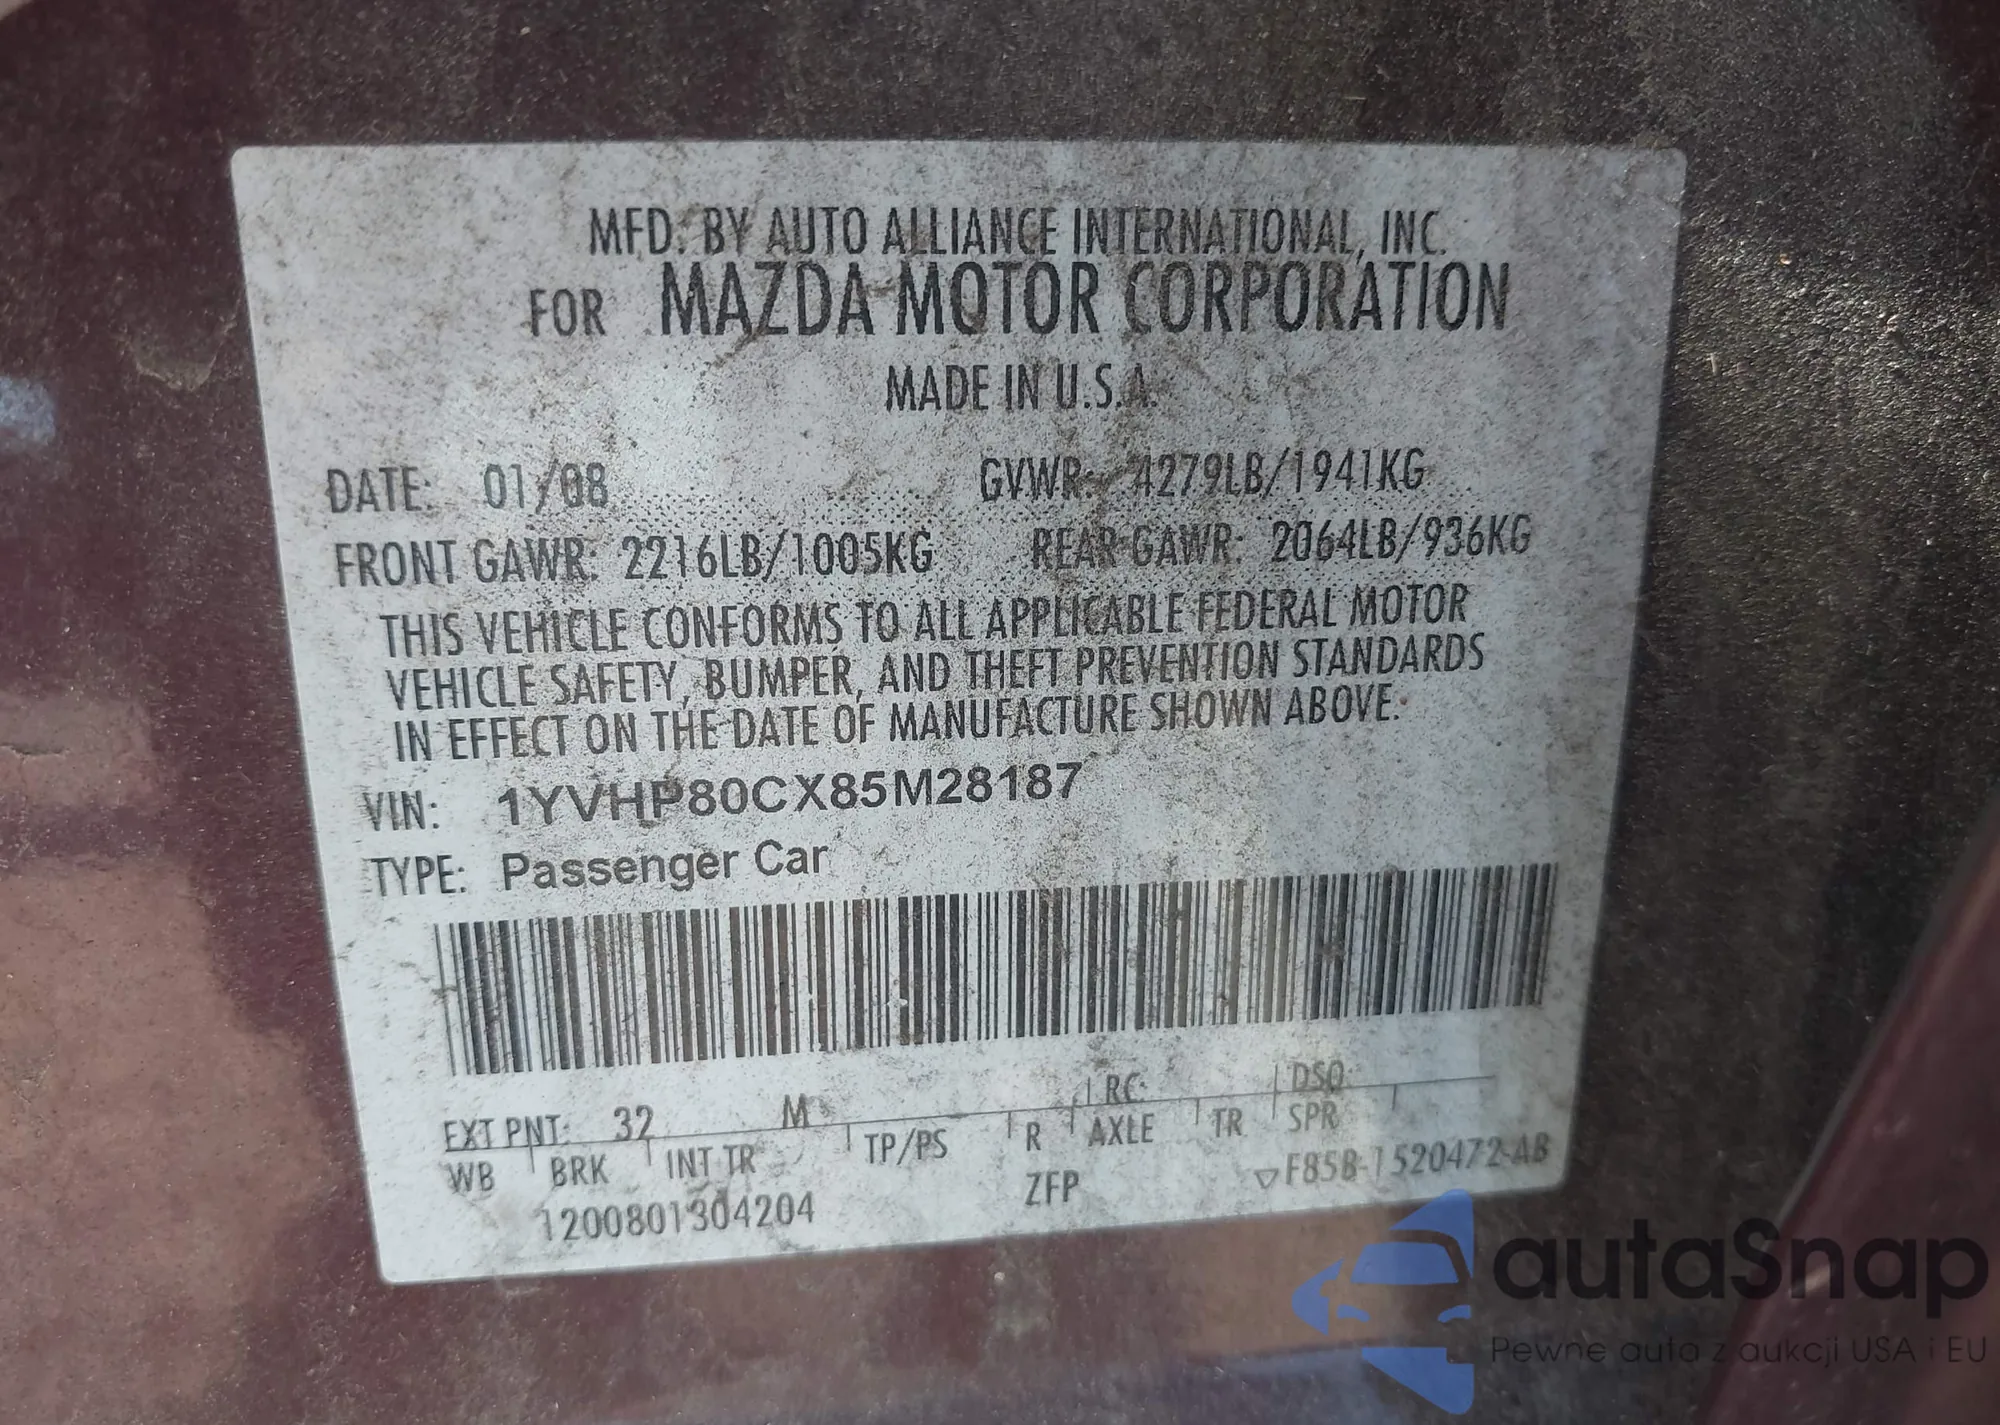 MFD. BY AUTO ALLIANCE INTERNATIONAL, INC.
FOR MAZDA MOTOR CORPORATION
MADE IN U.S.A.
DATE: 01/08 GVWR: 4279LB/1941KG
FRONT GAWR: 2216LB/1005KG REAR GAWR: 2064LB/936KG
THIS VEHICLE CONFORMS TO ALL APPLICABLE FEDERAL MOTOR
VEHICLE SAFETY, BUMPER, AND THEFT PREVENTION STANDARDS
IN EFFECT ON THE DATE OF MANUFACTURE SHOWN ABOVE.
VIN: 1YVHP80CX85M28187
TYPE: Passenger Car
EXT PNT: 32 M RC: DSO:
WB BRK INT TR TP/PS R AXLE TR SPR
1200801304204 ZFP ▽F85B-1520472-AB
autaSnap
Pewne auta z aukcji USA i EU